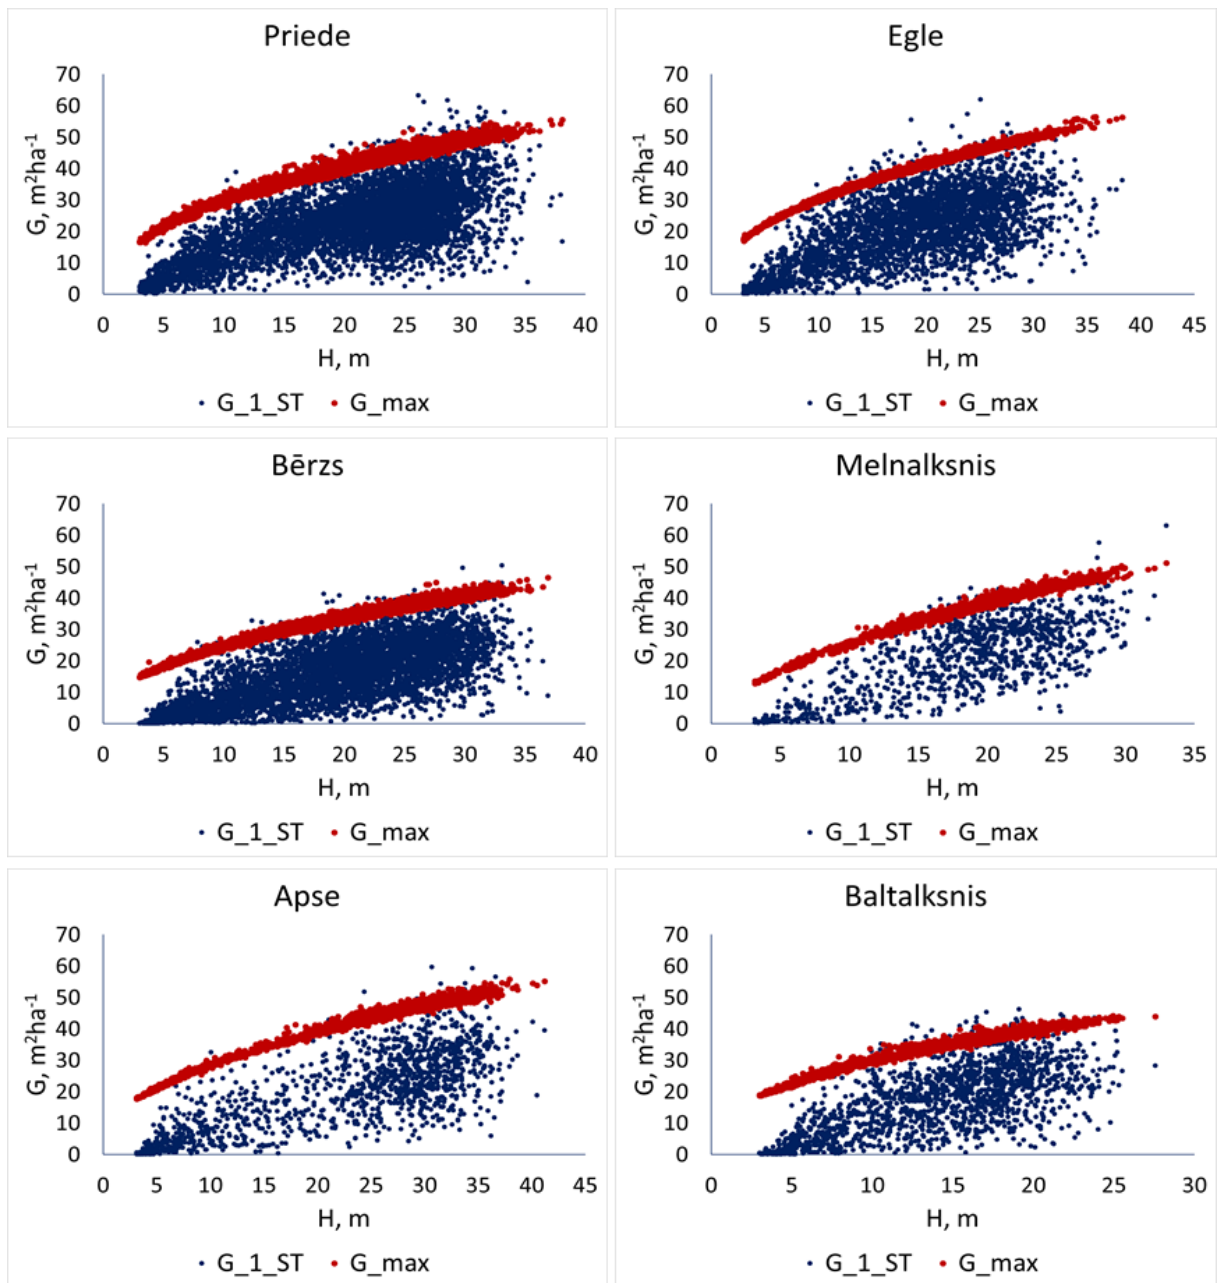 Priede
70
60
50
40
30
20
10
0
G, m²ha⁻¹
0 5 10 15 20 25 30 35 40
H, m
G_1_ST G_max
Egle
70
60
50
40
30
20
10
0
G, m²ha⁻¹
0 5 10 15 20 25 30 35 40 45
H, m
G_1_ST G_max
Bērzs
70
60
50
40
30
20
10
0
G, m²ha⁻¹
0 5 10 15 20 25 30 35 40
H, m
G_1_ST G_max
Melnalksnis
70
60
50
40
30
20
10
0
G, m²ha⁻¹
0 5 10 15 20 25 30 35
H, m
G_1_ST G_max
Apse
70
60
50
40
30
20
10
0
G, m²ha⁻¹
0 5 10 15 20 25 30 35 40 45
H, m
G_1_ST G_max
Baltalksnis
70
60
50
40
30
20
10
0
G, m²ha⁻¹
0 5 10 15 20 25 30
H, m
G_1_ST G_max